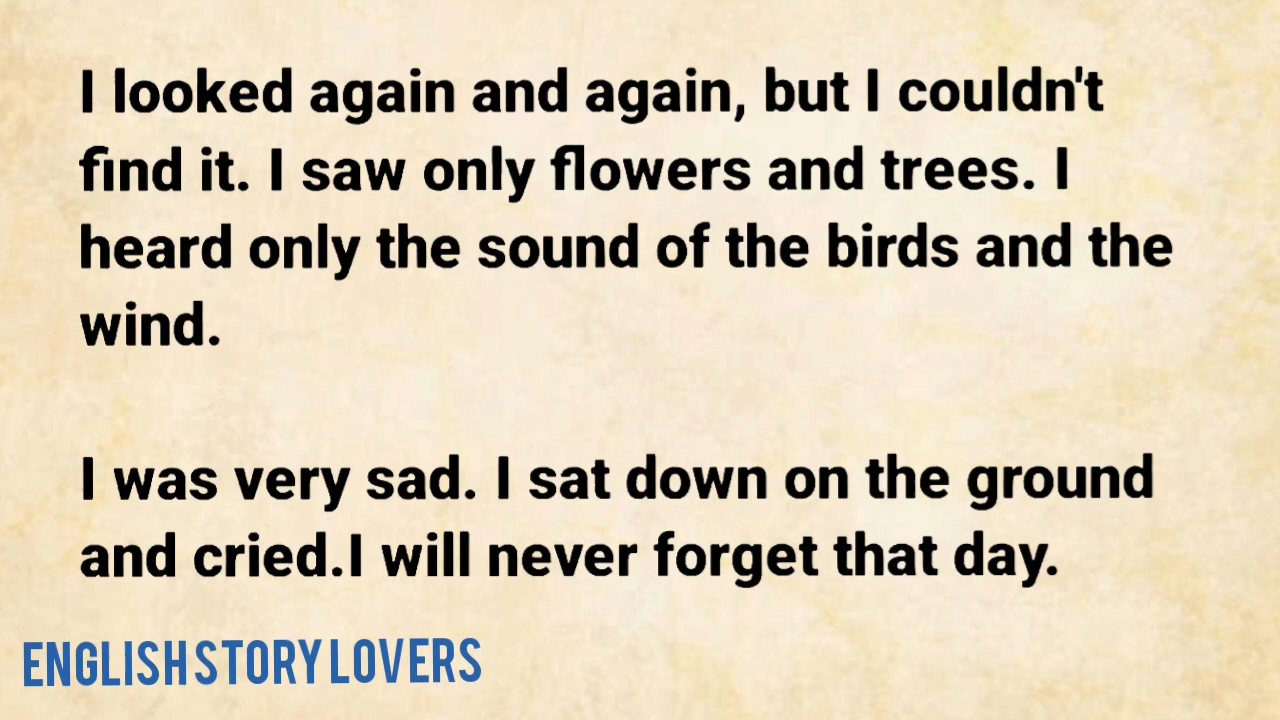 I looked again and again, but I couldn't
find it. I saw only flowers and trees. I
heard only the sound of the birds and the
wind.
I was very sad. I sat down on the ground
and cried.I will never forget that day.
ENGLISH STORY LOVERS